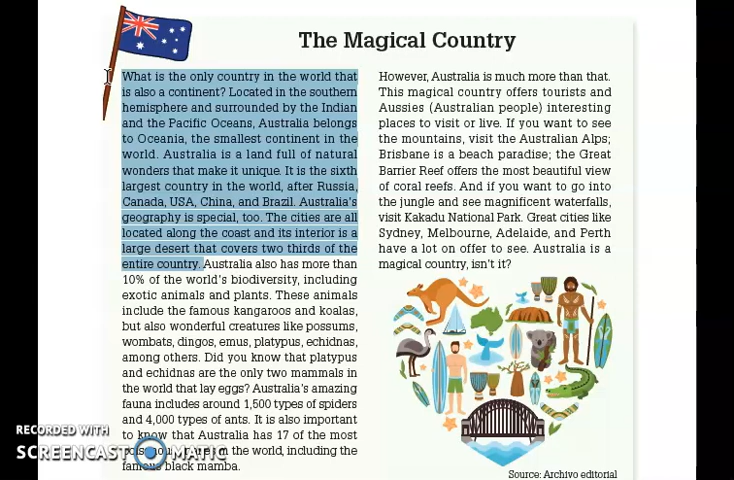 The Magical Country
What is the only country in the world that
is also a continent? Located in the southern
hemisphere and surrounded by the Indian
and the Pacific Oceans, Australia belongs
to Oceania, the smallest continent in the
world. Australia is a land full of natural
wonders that make it unique. It is the sixth
largest country in the world, after Russia,
Canada, USA, China, and Brazil. Australia's
geography is special, too. The cities are all
located along the coast and its interior is a
large desert that covers two thirds of the
entire country. Australia also has more than
10% of the world's biodiversity, including
exotic animals and plants. These animals
include the famous kangaroos and koalas,
but also wonderful creatures like possums,
wombats, dingos, emus, platypus, echidnas,
among others. Did you know that platypus
and echidnas are the only two mammals in
the world that lay eggs? Australia's amazing
fauna includes around 1,500 types of spiders
and 4,000 types of ants. It is also important
to know that Australia has 17 of the most
in the world, including the
famous black mamba.
However, Australia is much more than that.
This magical country offers tourists and
Aussies (Australian people) interesting
places to visit or live. If you want to see
the mountains, visit the Australian Alps;
Brisbane is a beach paradise; the Great
Barrier Reef offers the most beautiful view
of coral reefs. And if you want to go into
the jungle and see magnificent waterfalls,
visit Kakadu National Park. Great cities like
Sydney, Melbourne, Adelaide, and Perth
have a lot on offer to see. Australia is a
magical country, isn't it?
Source: Archivo editorial
RECORDED WITH
SCREENCAST MATIC